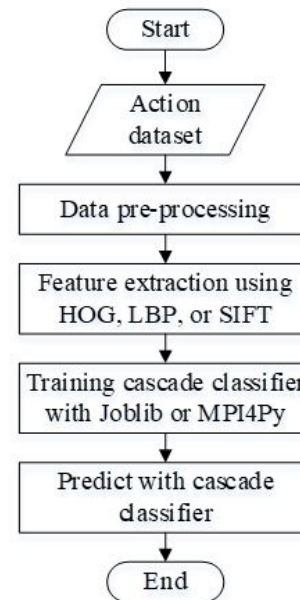 Start
Action
dataset
Data pre-processing
Feature extraction using
HOG, LBP, or SIFT
Training cascade classifier
with Joblib or MPI4Py
Predict with cascade
classifier
End